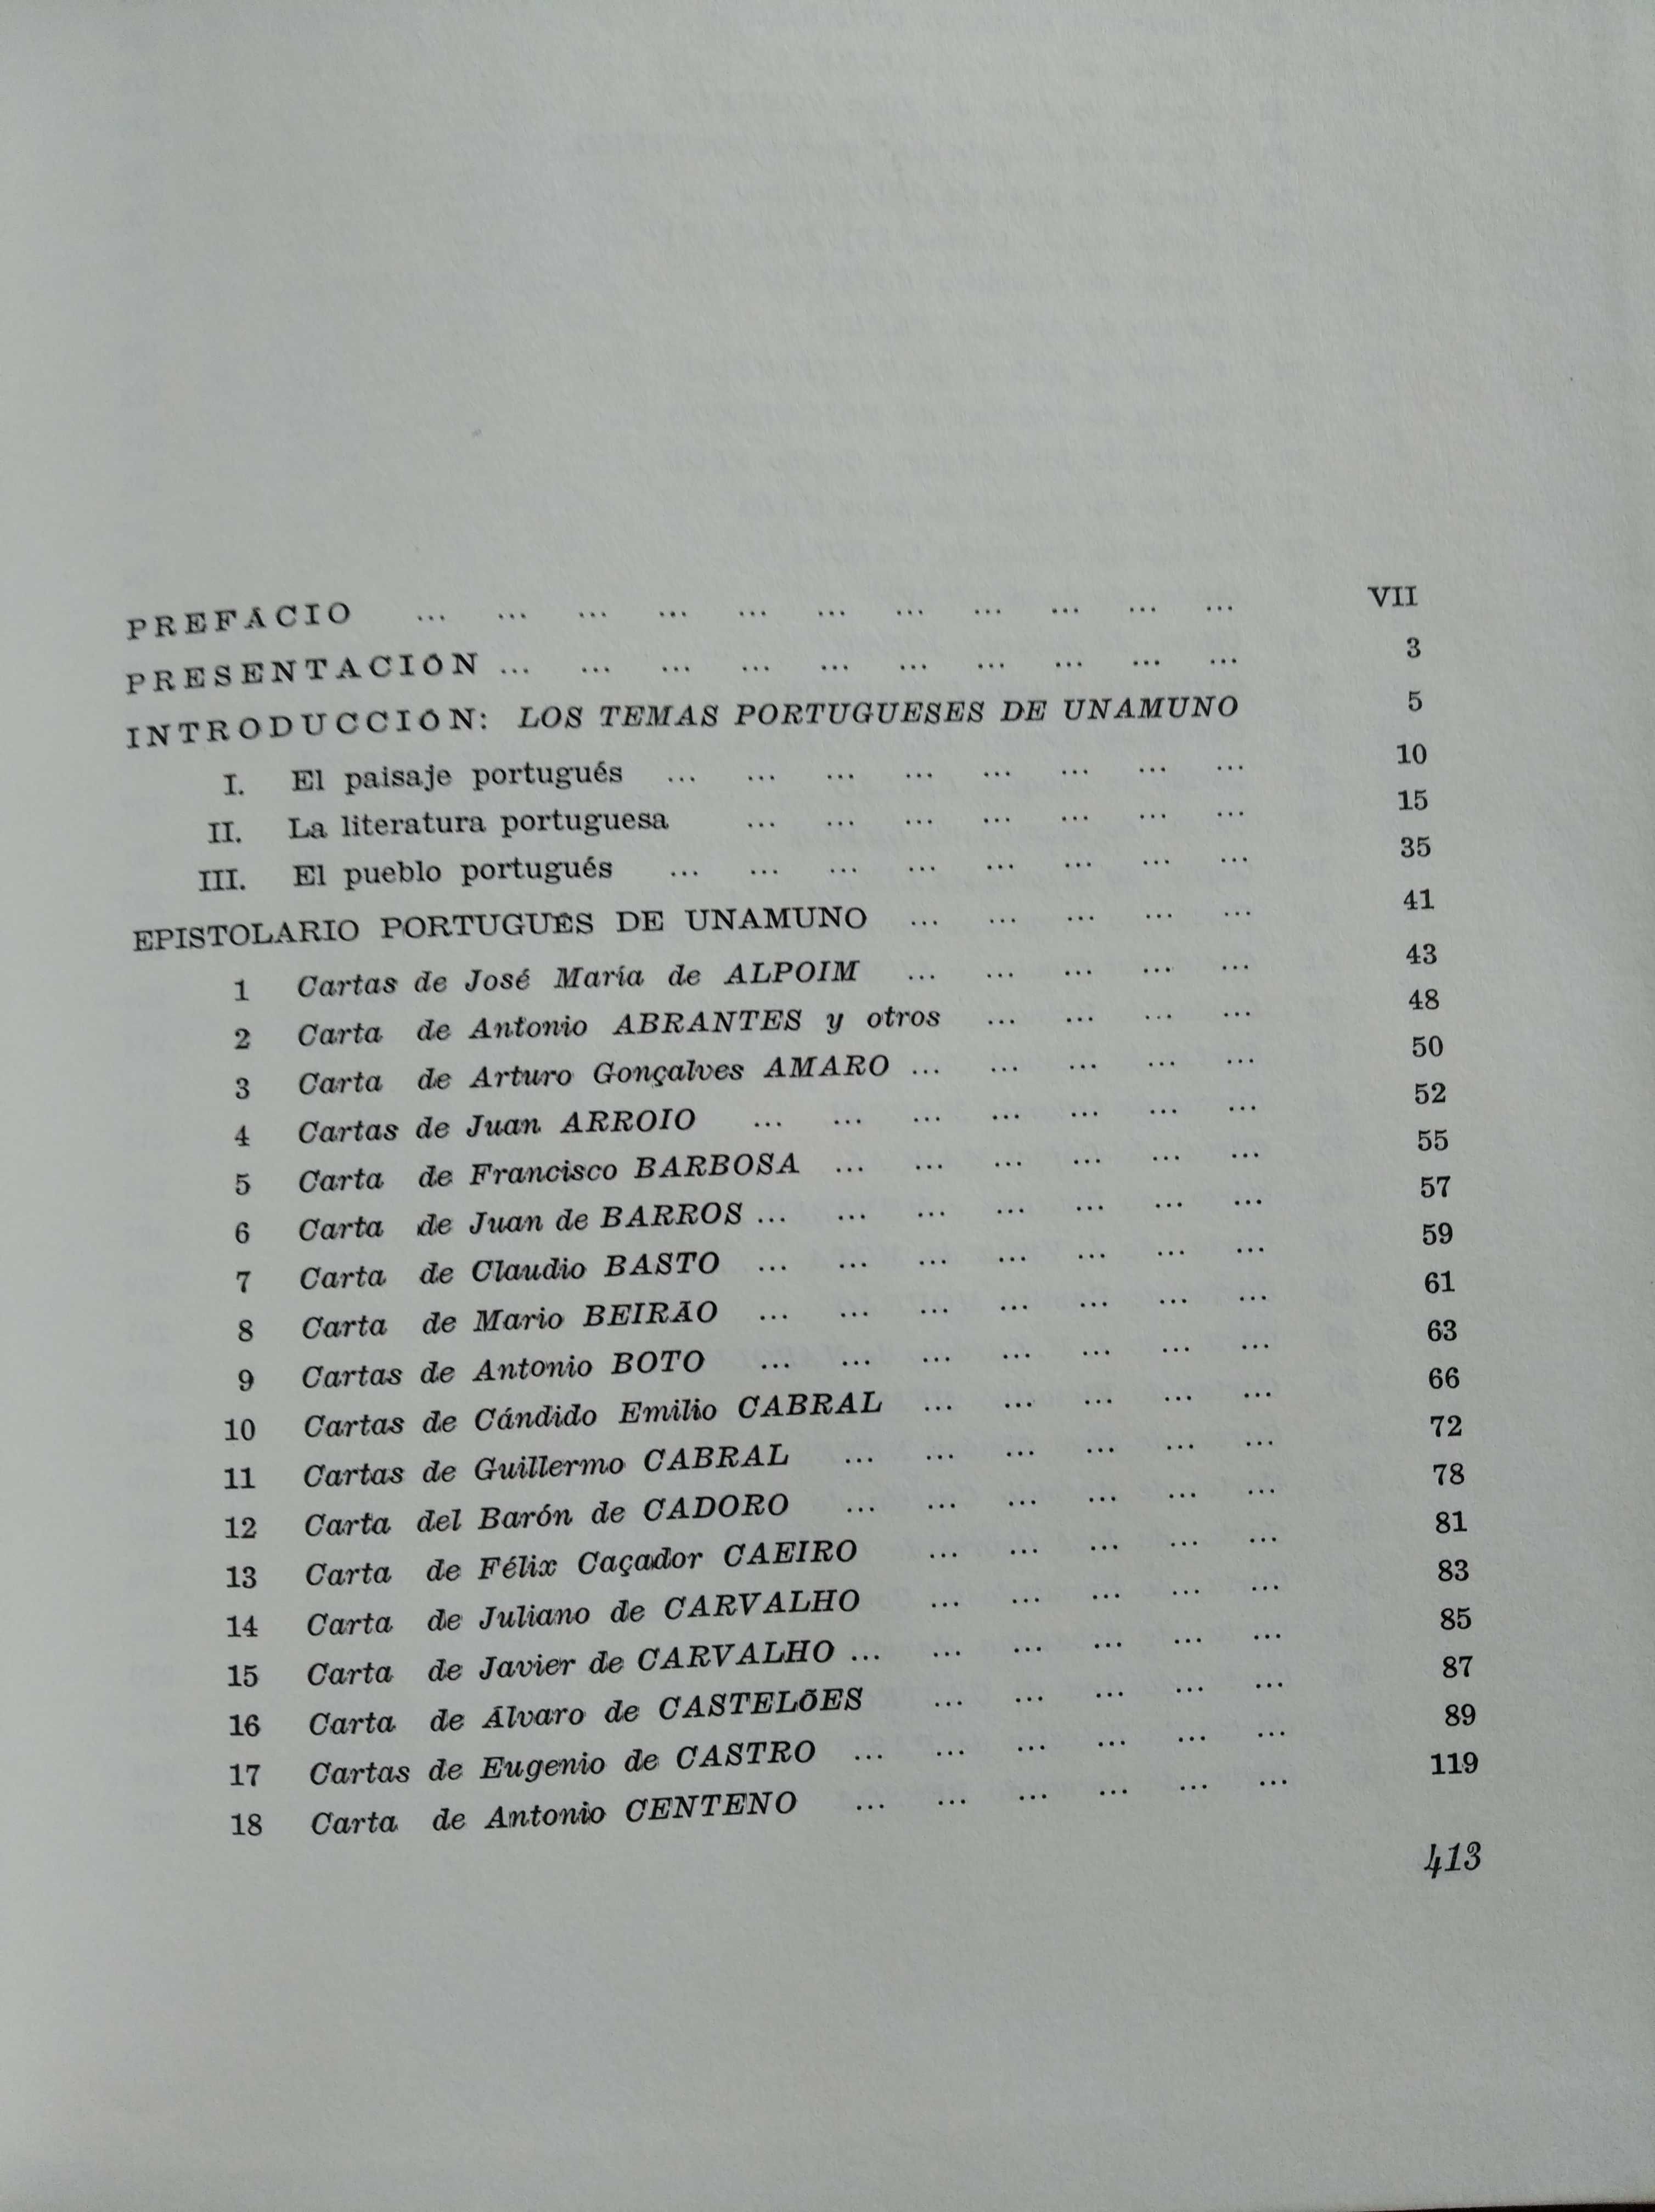 PREFÁCIO ... ... ... ... ... ... ... ... ... ... ... VII
PRESENTACIÓN ... ... ... ... ... ... ... ... ... ... 3
INTRODUCCIÓN: LOS TEMAS PORTUGUESES DE UNAMUNO 5
I. El paisaje portugués ... ... ... ... ... ... ... ... 10
II. La literatura portuguesa ... ... ... ... ... ... ... 15
III. El pueblo portugués ... ... ... ... ... ... ... ... 35
EPISTOLARIO PORTUGUÉS DE UNAMUNO ... ... ... ... ... 41
1 Cartas de José María de ALPOIM ... ... ... ... ... 43
2 Carta de Antonio ABRANTES y otros ... ... ... ... 48
3 Carta de Arturo Gonçalves AMARO ... ... ... ... ... 50
4 Cartas de Juan ARROIO ... ... ... ... ... ... ... 52
5 Carta de Francisco BARBOSA ... ... ... ... ... ... 55
6 Carta de Juan de BARROS ... ... ... ... ... ... ... 57
7 Carta de Claudio BASTO ... ... ... ... ... ... ... 59
8 Carta de Mario BEIRÃO ... ... ... ... ... ... ... 61
9 Cartas de Antonio BOTO ... ... ... ... ... ... ... 63
10 Cartas de Cándido Emilio CABRAL ... ... ... ... ... 66
11 Cartas de Guillermo CABRAL ... ... ... ... ... ... 72
12 Carta del Barón de CADORO ... ... ... ... ... ... 78
13 Carta de Félix Caçador CAEIRO ... ... ... ... ... 81
14 Carta de Juliano de CARVALHO ... ... ... ... ... 83
15 Carta de Javier de CARVALHO ... ... ... ... ... ... 85
16 Carta de Álvaro de CASTELÕES ... ... ... ... ... 87
17 Cartas de Eugenio de CASTRO ... ... ... ... ... ... 89
18 Carta de Antonio CENTENO ... ... ... ... ... ... 119
413